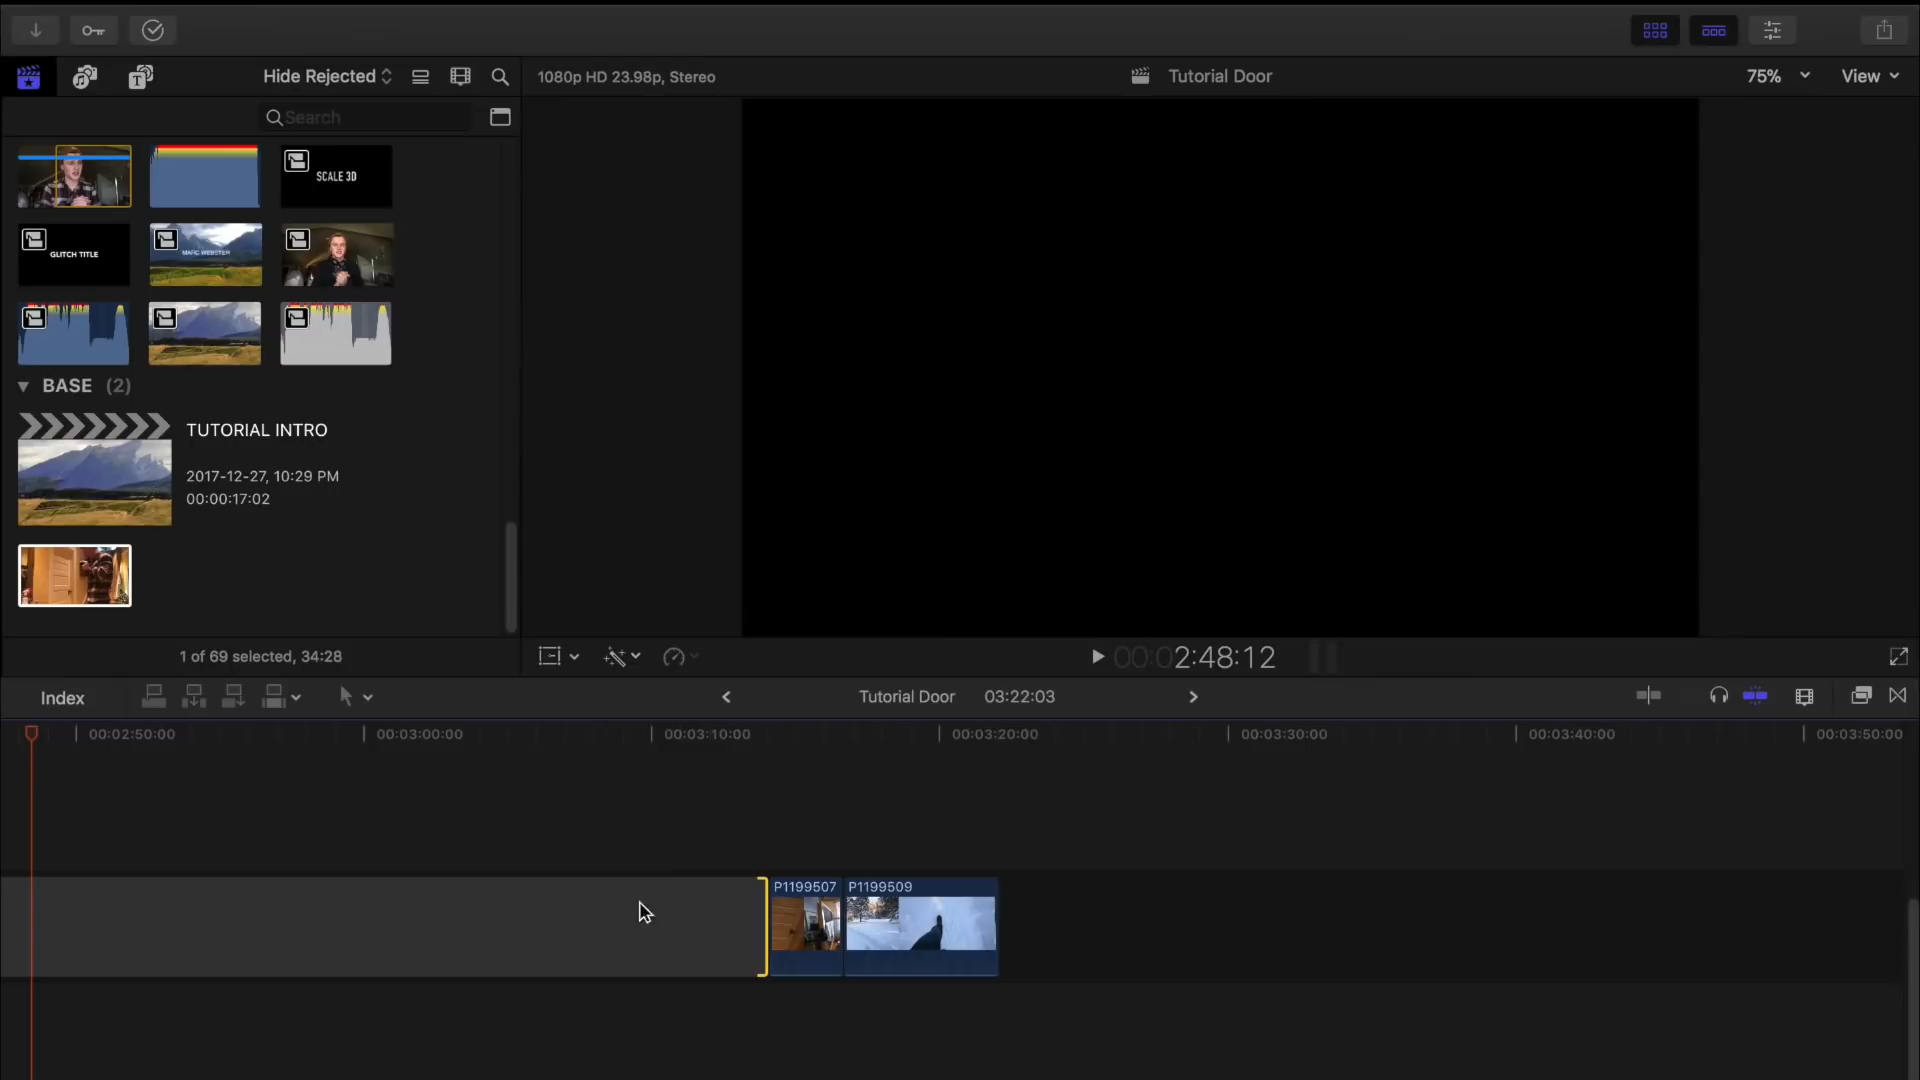 Hide Rejected
1080p HD 23.98p, Stereo
Tutorial Door
75%
View
Search
SCALE 3D
GLITCH TITLE
MARC WEBSTER
BASE (2)
TUTORIAL INTRO
2017-12-27, 10:29 PM
00:00:17:02
1 of 69 selected, 34:28
00:02:48:12
Index
Tutorial Door
03:22:03
00:02:50:00
00:03:00:00
00:03:10:00
00:03:20:00
00:03:30:00
00:03:40:00
00:03:50:00
P1199507
P1199509